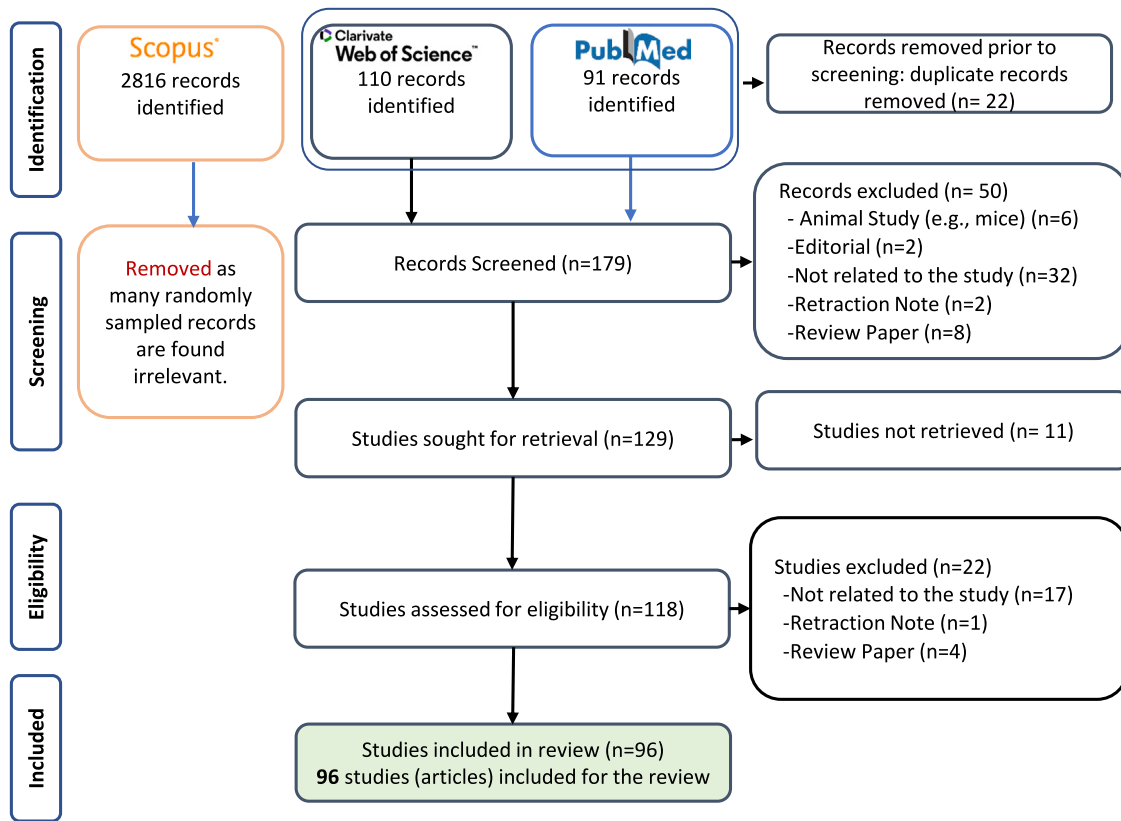 Identification
Scopus
2816 records
identified
Clarivate
Web of Science™
110 records
identified
PubMed
91 records
identified
Records removed prior to
screening: duplicate records
removed (n= 22)
Screening
Removed as
many randomly
sampled records
are found
irrelevant.
Records Screened (n=179)
Records excluded (n= 50)
- Animal Study (e.g., mice) (n=6)
-Editorial (n=2)
-Not related to the study (n=32)
-Retraction Note (n=2)
-Review Paper (n=8)
Studies sought for retrieval (n=129)
Studies not retrieved (n= 11)
Eligibility
Studies assessed for eligibility (n=118)
Studies excluded (n=22)
-Not related to the study (n=17)
-Retraction Note (n=1)
-Review Paper (n=4)
Included
Studies included in review (n=96)
96 studies (articles) included for the review